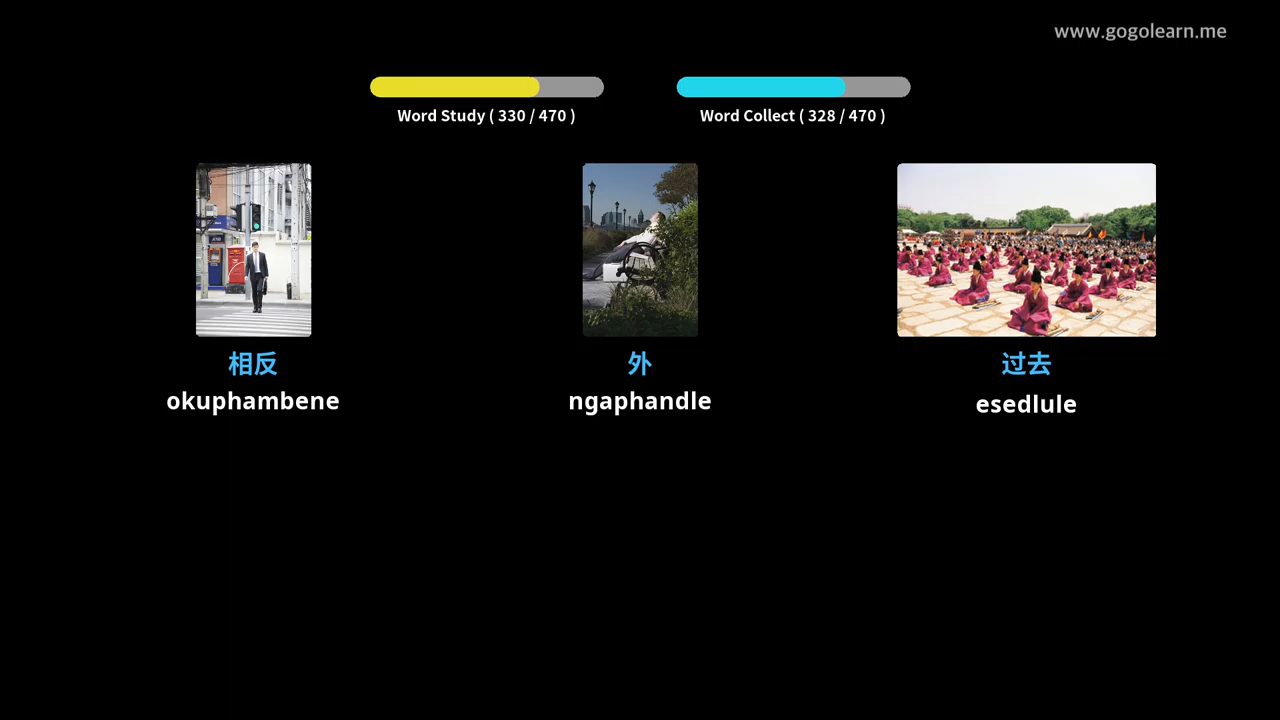 www.gogolearn.me
Word Study ( 330 / 470 )
Word Collect ( 328 / 470 )
相反
okuphambene
外
ngaphandle
过去
esedlule